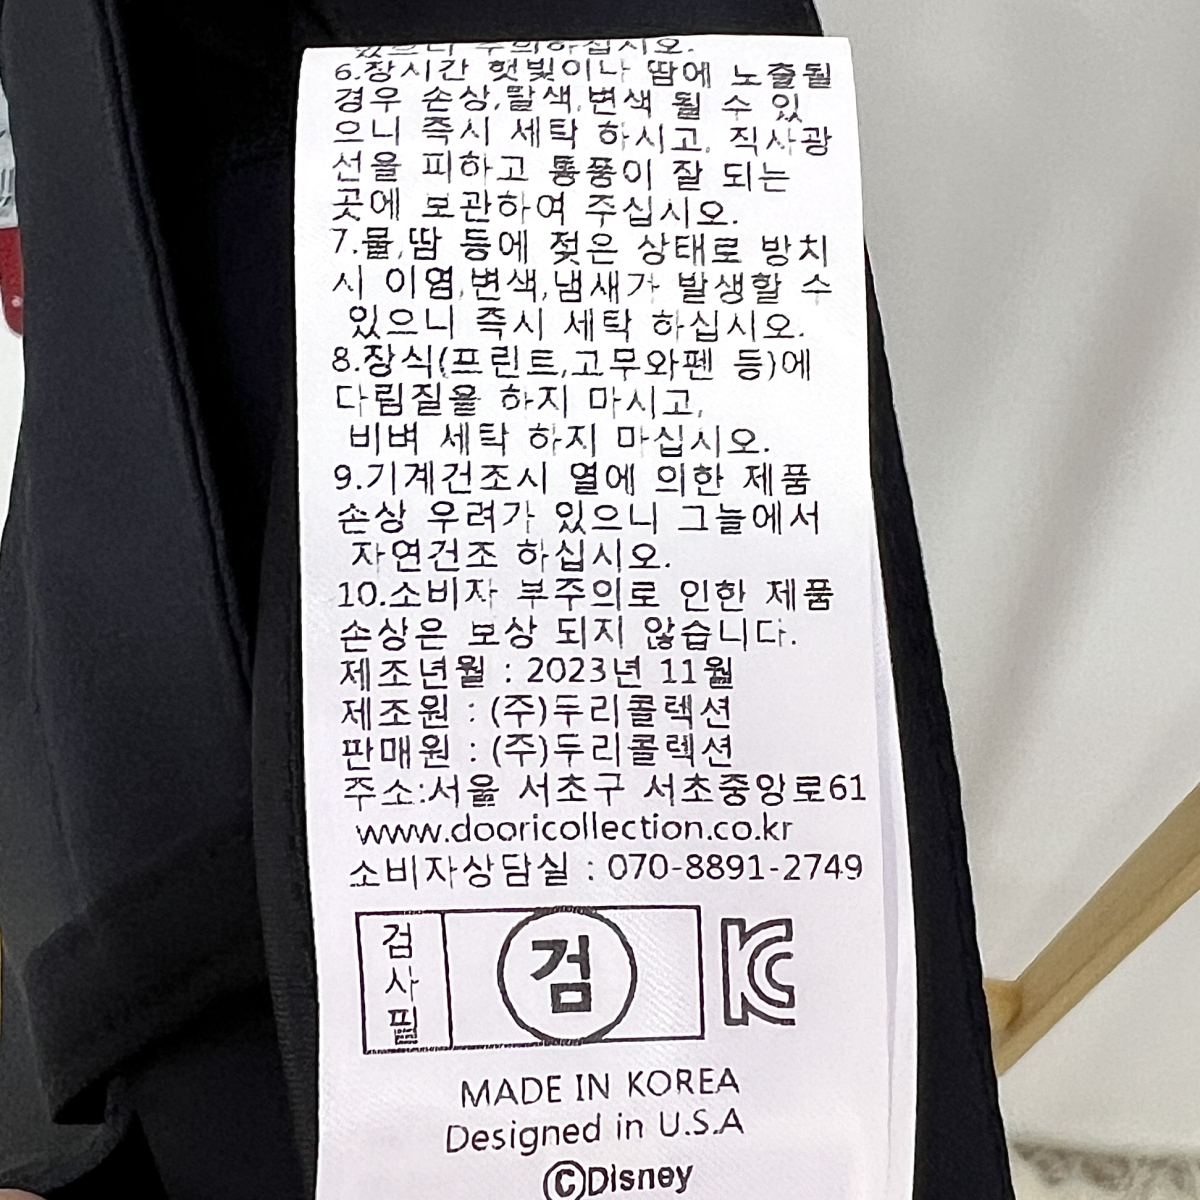 있으니 주의하십시오.
6.장시간 햇빛이나 땀에 노출될
경우 손상,탈색,변색 될 수 있
으니 즉시 세탁 하시고, 직사광
선을 피하고 통풍이 잘 되는
곳에 보관하여 주십시오.
7.물,땀 등에 젖은 상태로 방치
시 이염,변색,냄새가 발생할 수
있으니 즉시 세탁 하십시오.
8.장식(프린트,고무와펜 등)에
다림질을 하지 마시고,
비벼 세탁 하지 마십시오.
9.기계건조시 열에 의한 제품
손상 우려가 있으니 그늘에서
자연건조 하십시오.
10.소비자 부주의로 인한 제품
손상은 보상 되지 않습니다.
제조년월 : 2023년 11월
제조원 : (주)두리콜렉션
판매원 : (주)두리콜렉션
주소:서울 서초구 서초중앙로61
www.dooricollection.co.kr
소비자상담실 : 070-8891-2749
검사필
검
KC
MADE IN KOREA
Designed in U.S.A
©Disney